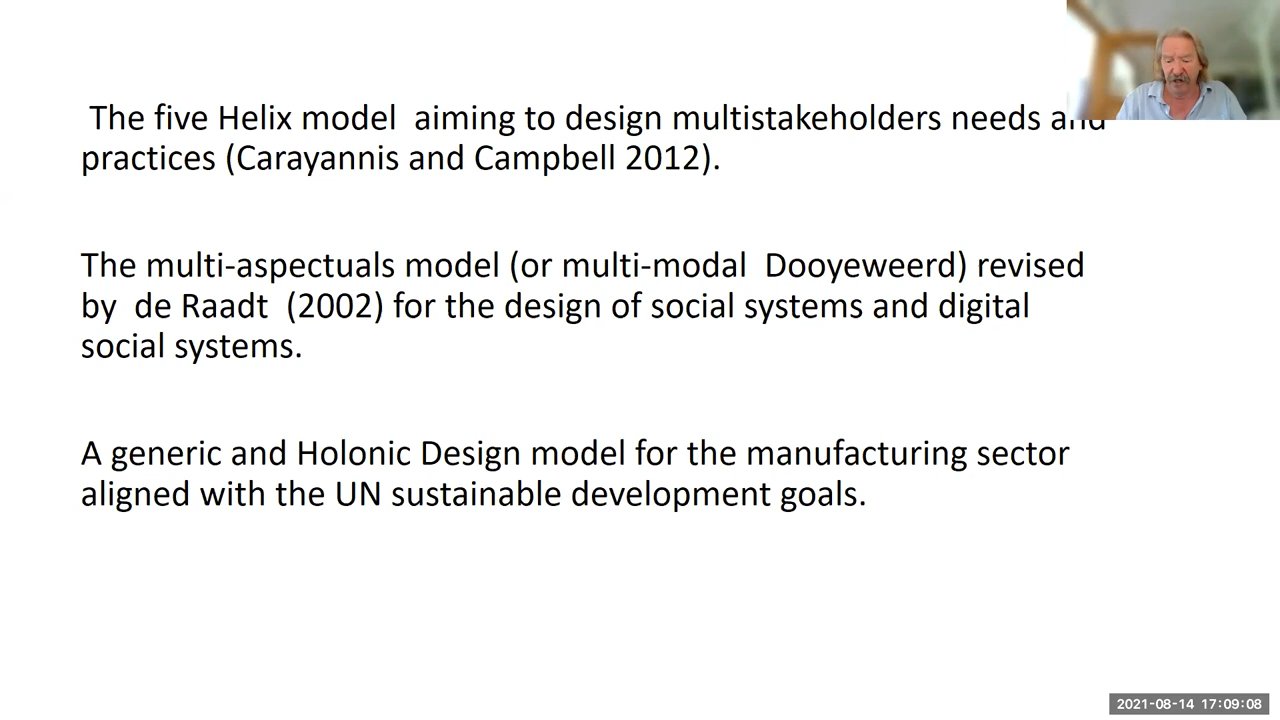 The five Helix model aiming to design multistakeholders needs and
practices (Carayannis and Campbell 2012).
The multi-aspectuals model (or multi-modal Dooyeweerd) revised
by de Raadt (2002) for the design of social systems and digital
social systems.
A generic and Holonic Design model for the manufacturing sector
aligned with the UN sustainable development goals.
2021-08-14 17:09:08